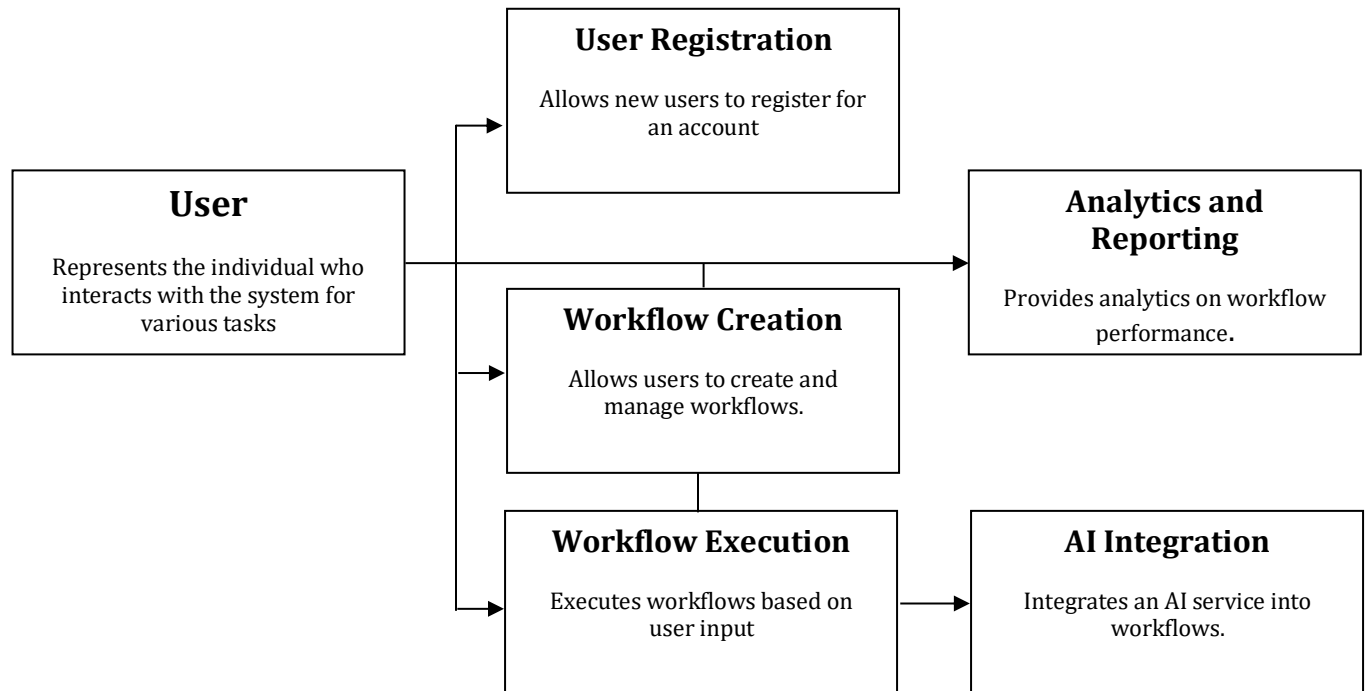 User Registration
Allows new users to register for
an account
User
Represents the individual who
interacts with the system for
various tasks
Analytics and
Reporting
Provides analytics on workflow
performance.
Workflow Creation
Allows users to create and
manage workflows.
Workflow Execution
Executes workflows based on
user input
AI Integration
Integrates an AI service into
workflows.